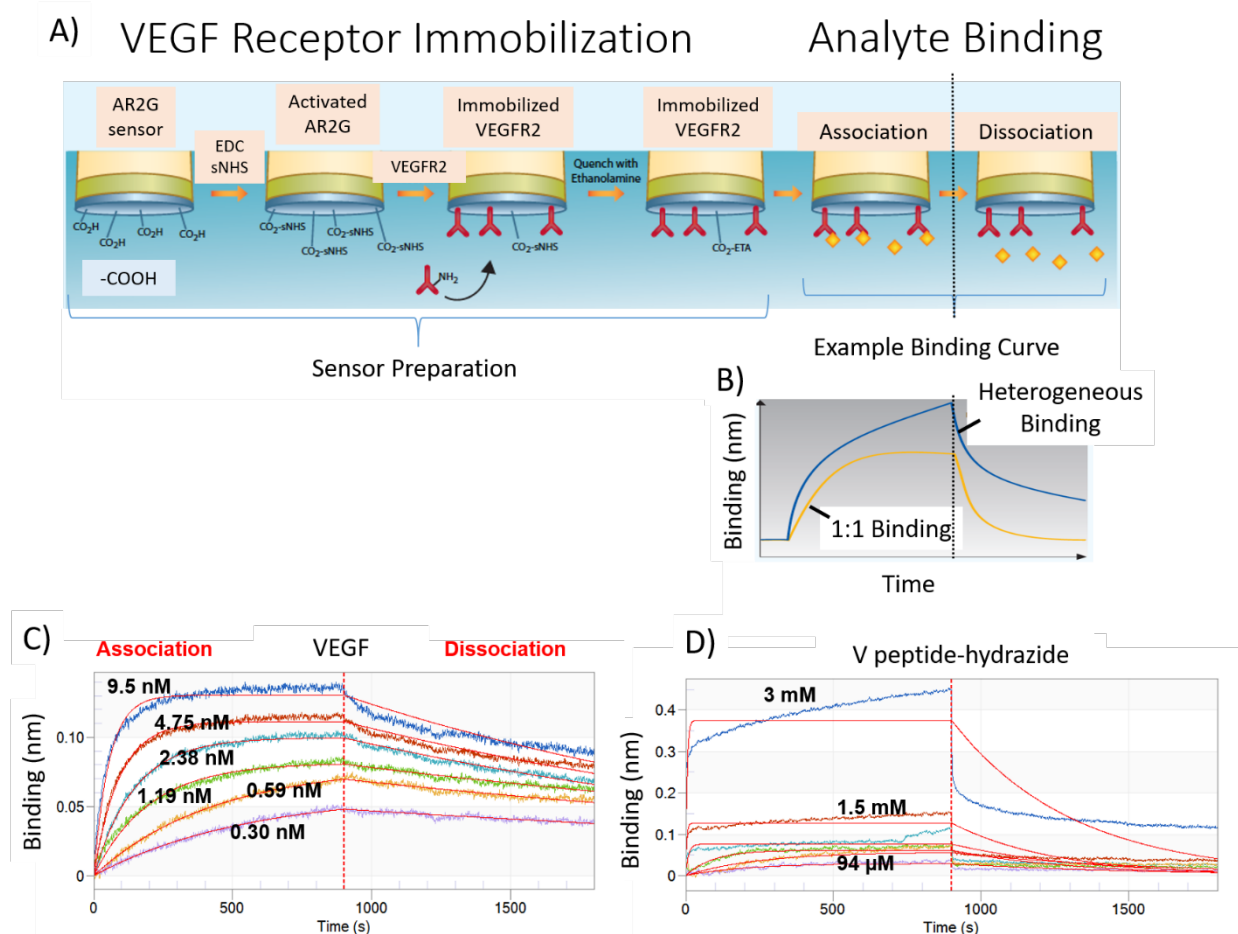 A)
VEGF Receptor Immobilization
Analyte Binding
AR2G
sensor
EDC
sNHS
Activated
AR2G
VEGFR2
Immobilized
VEGFR2
Quench with
Ethanolamine
Immobilized
VEGFR2
Association
Dissociation
CO₂H
CO₂H
CO₂H
CO₂H
CO₂-sNHS
CO₂-sNHS
CO₂-sNHS
CO₂-sNHS
CO₂-sNHS
CO₂-ETA
-COOH
NH₂
Sensor Preparation
Example Binding Curve
B)
Binding (nm)
Heterogeneous
Binding
1:1 Binding
Time
C)
Association
VEGF
Dissociation
9.5 nM
4.75 nM
2.38 nM
1.19 nM
0.59 nM
0.30 nM
Binding (nm)
0.10
0.05
0
0
500
1000
1500
Time (s)
D)
V peptide-hydrazide
3 mM
1.5 mM
94 µM
Binding (nm)
0.4
0.3
0.2
0.1
0
0
500
1000
1500
Time (s)